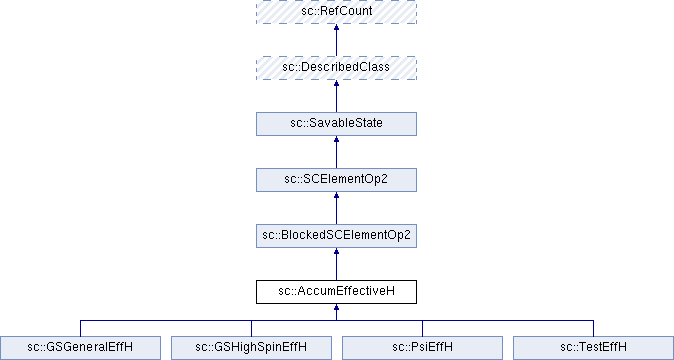 sc::RefCount
sc::DescribedClass
sc::SavableState
sc::SCElementOp2
sc::BlockedSCElementOp2
sc::AccumEffectiveH
sc::GSGeneralEffH
sc::GSHighSpinEffH
sc::PsiEffH
sc::TestEffH